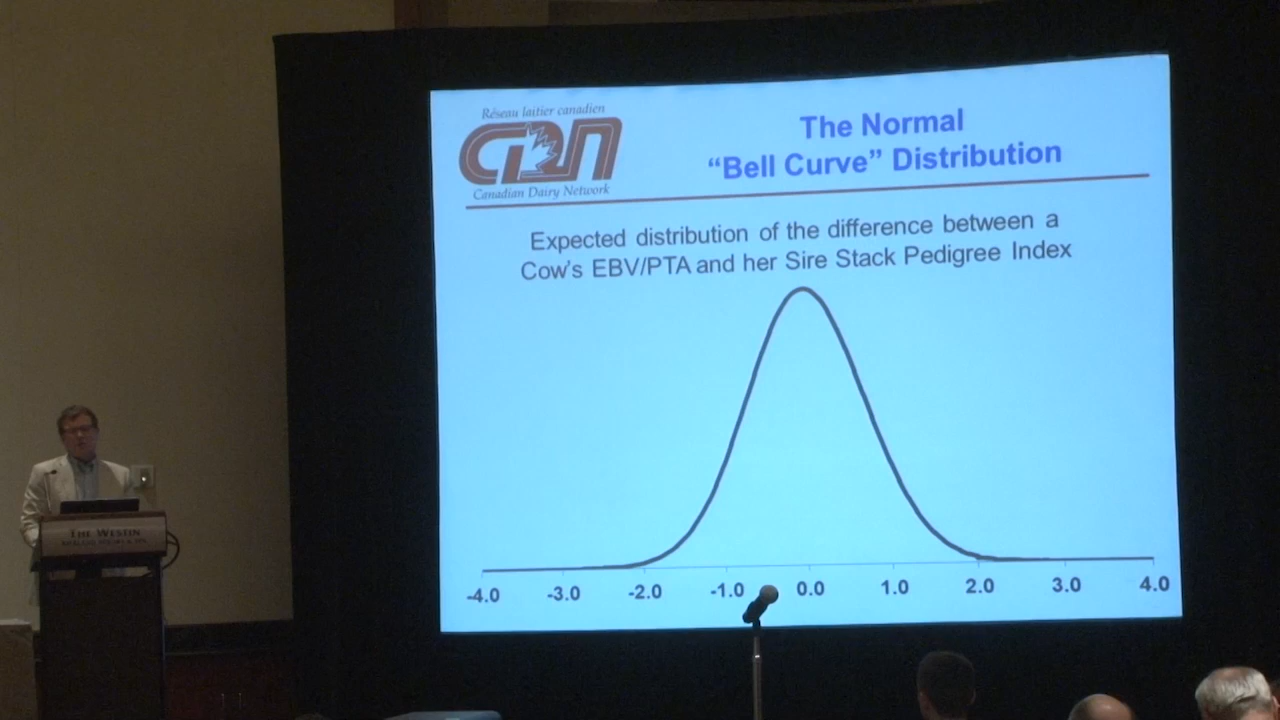 Réseau laitier canadien
CDN
Canadian Dairy Network
The Normal
“Bell Curve” Distribution
Expected distribution of the difference between a
Cow's EBV/PTA and her Sire Stack Pedigree Index
-4.0 -3.0 -2.0 -1.0 0.0 1.0 2.0 3.0 4.0
THE WESTIN